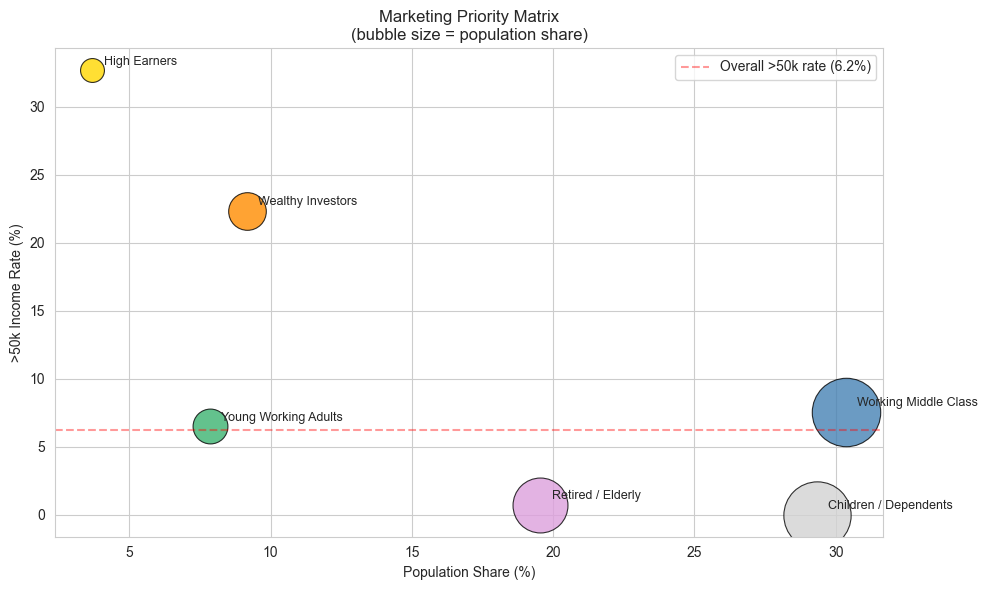 Marketing Priority Matrix
(bubble size = population share)
High Earners
Overall >50k rate (6.2%)
Wealthy Investors
Young Working Adults
Working Middle Class
Retired / Elderly
Children / Dependents
>50k Income Rate (%)
30
25
20
15
10
5
0
5
10
15
20
25
30
Population Share (%)